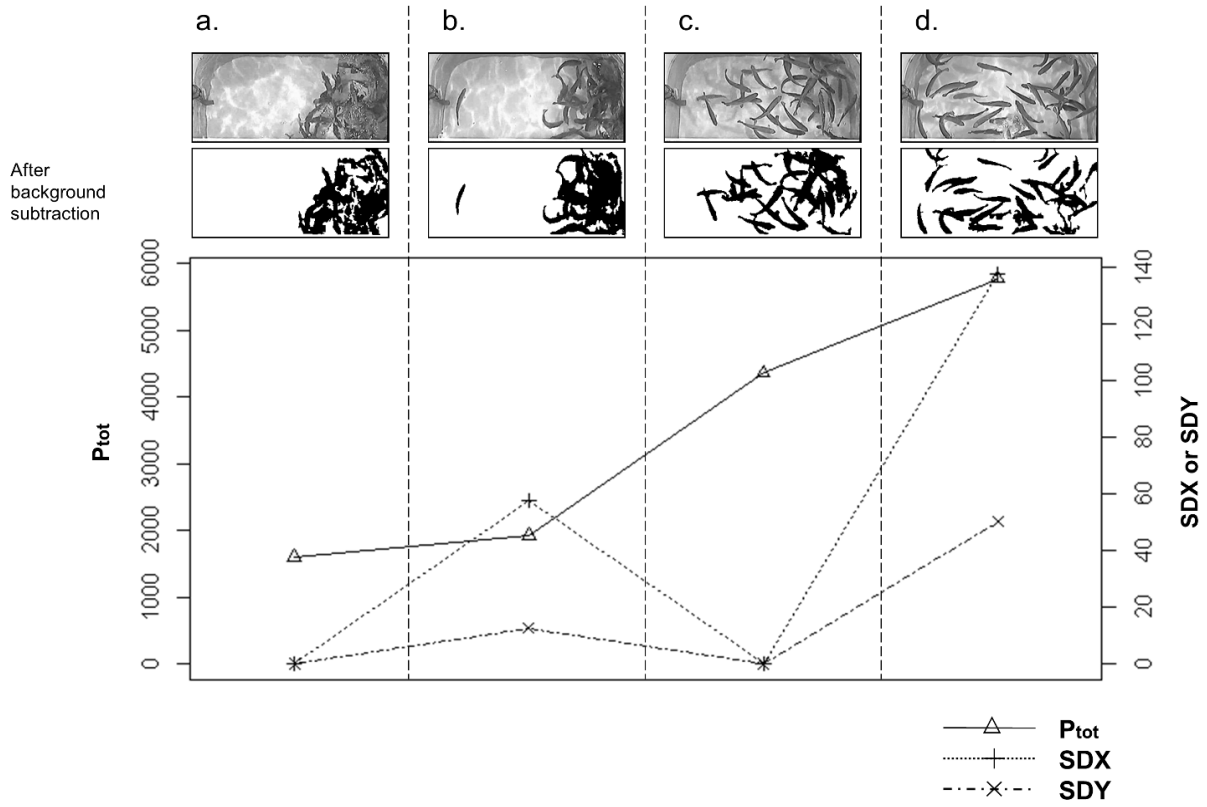 a. b. c. d.
After
background
subtraction
6000
5000
4000
3000
2000
1000
0
Ptot
140
120
100
80
60
40
20
0
SDX or SDY
Ptot
SDX
SDY